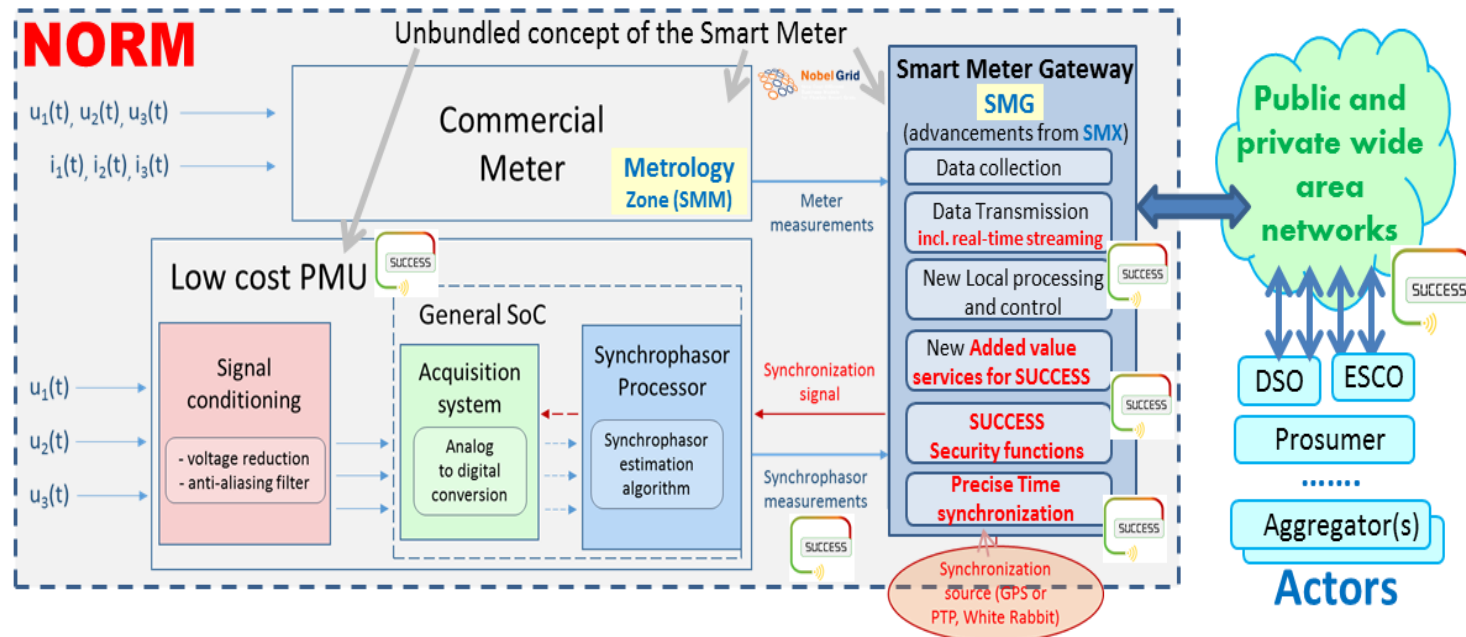 NORM
Unbundled concept of the Smart Meter
u1(t), u2(t), u3(t)
i1(t), i2(t), i3(t)
Commercial
Meter
Metrology
Zone (SMM)
NobelGrid
Meter
measurements
Smart Meter Gateway
SMG
(advancements from SMX)
Data collection
Data Transmission
incl. real-time streaming
New Local processing
and control
SUCCESS
New Added value
services for SUCCESS
SUCCESS
SUCCESS
Security functions
Precise Time
synchronization
SUCCESS
Synchronization
source (GPS or
PTP, White Rabbit)
Low cost PMU
SUCCESS
General SoC
Signal
conditioning
- voltage reduction
- anti-aliasing filter
u1(t)
u2(t)
u3(t)
Acquisition
system
Analog
to digital
conversion
Synchrophasor
Processor
Synchrophasor
estimation
algorithm
Synchronization
signal
Synchrophasor
measurements
SUCCESS
Public and
private wide
area
networks
SUCCESS
DSO
ESCO
Prosumer
.......
Aggregator(s)
Actors